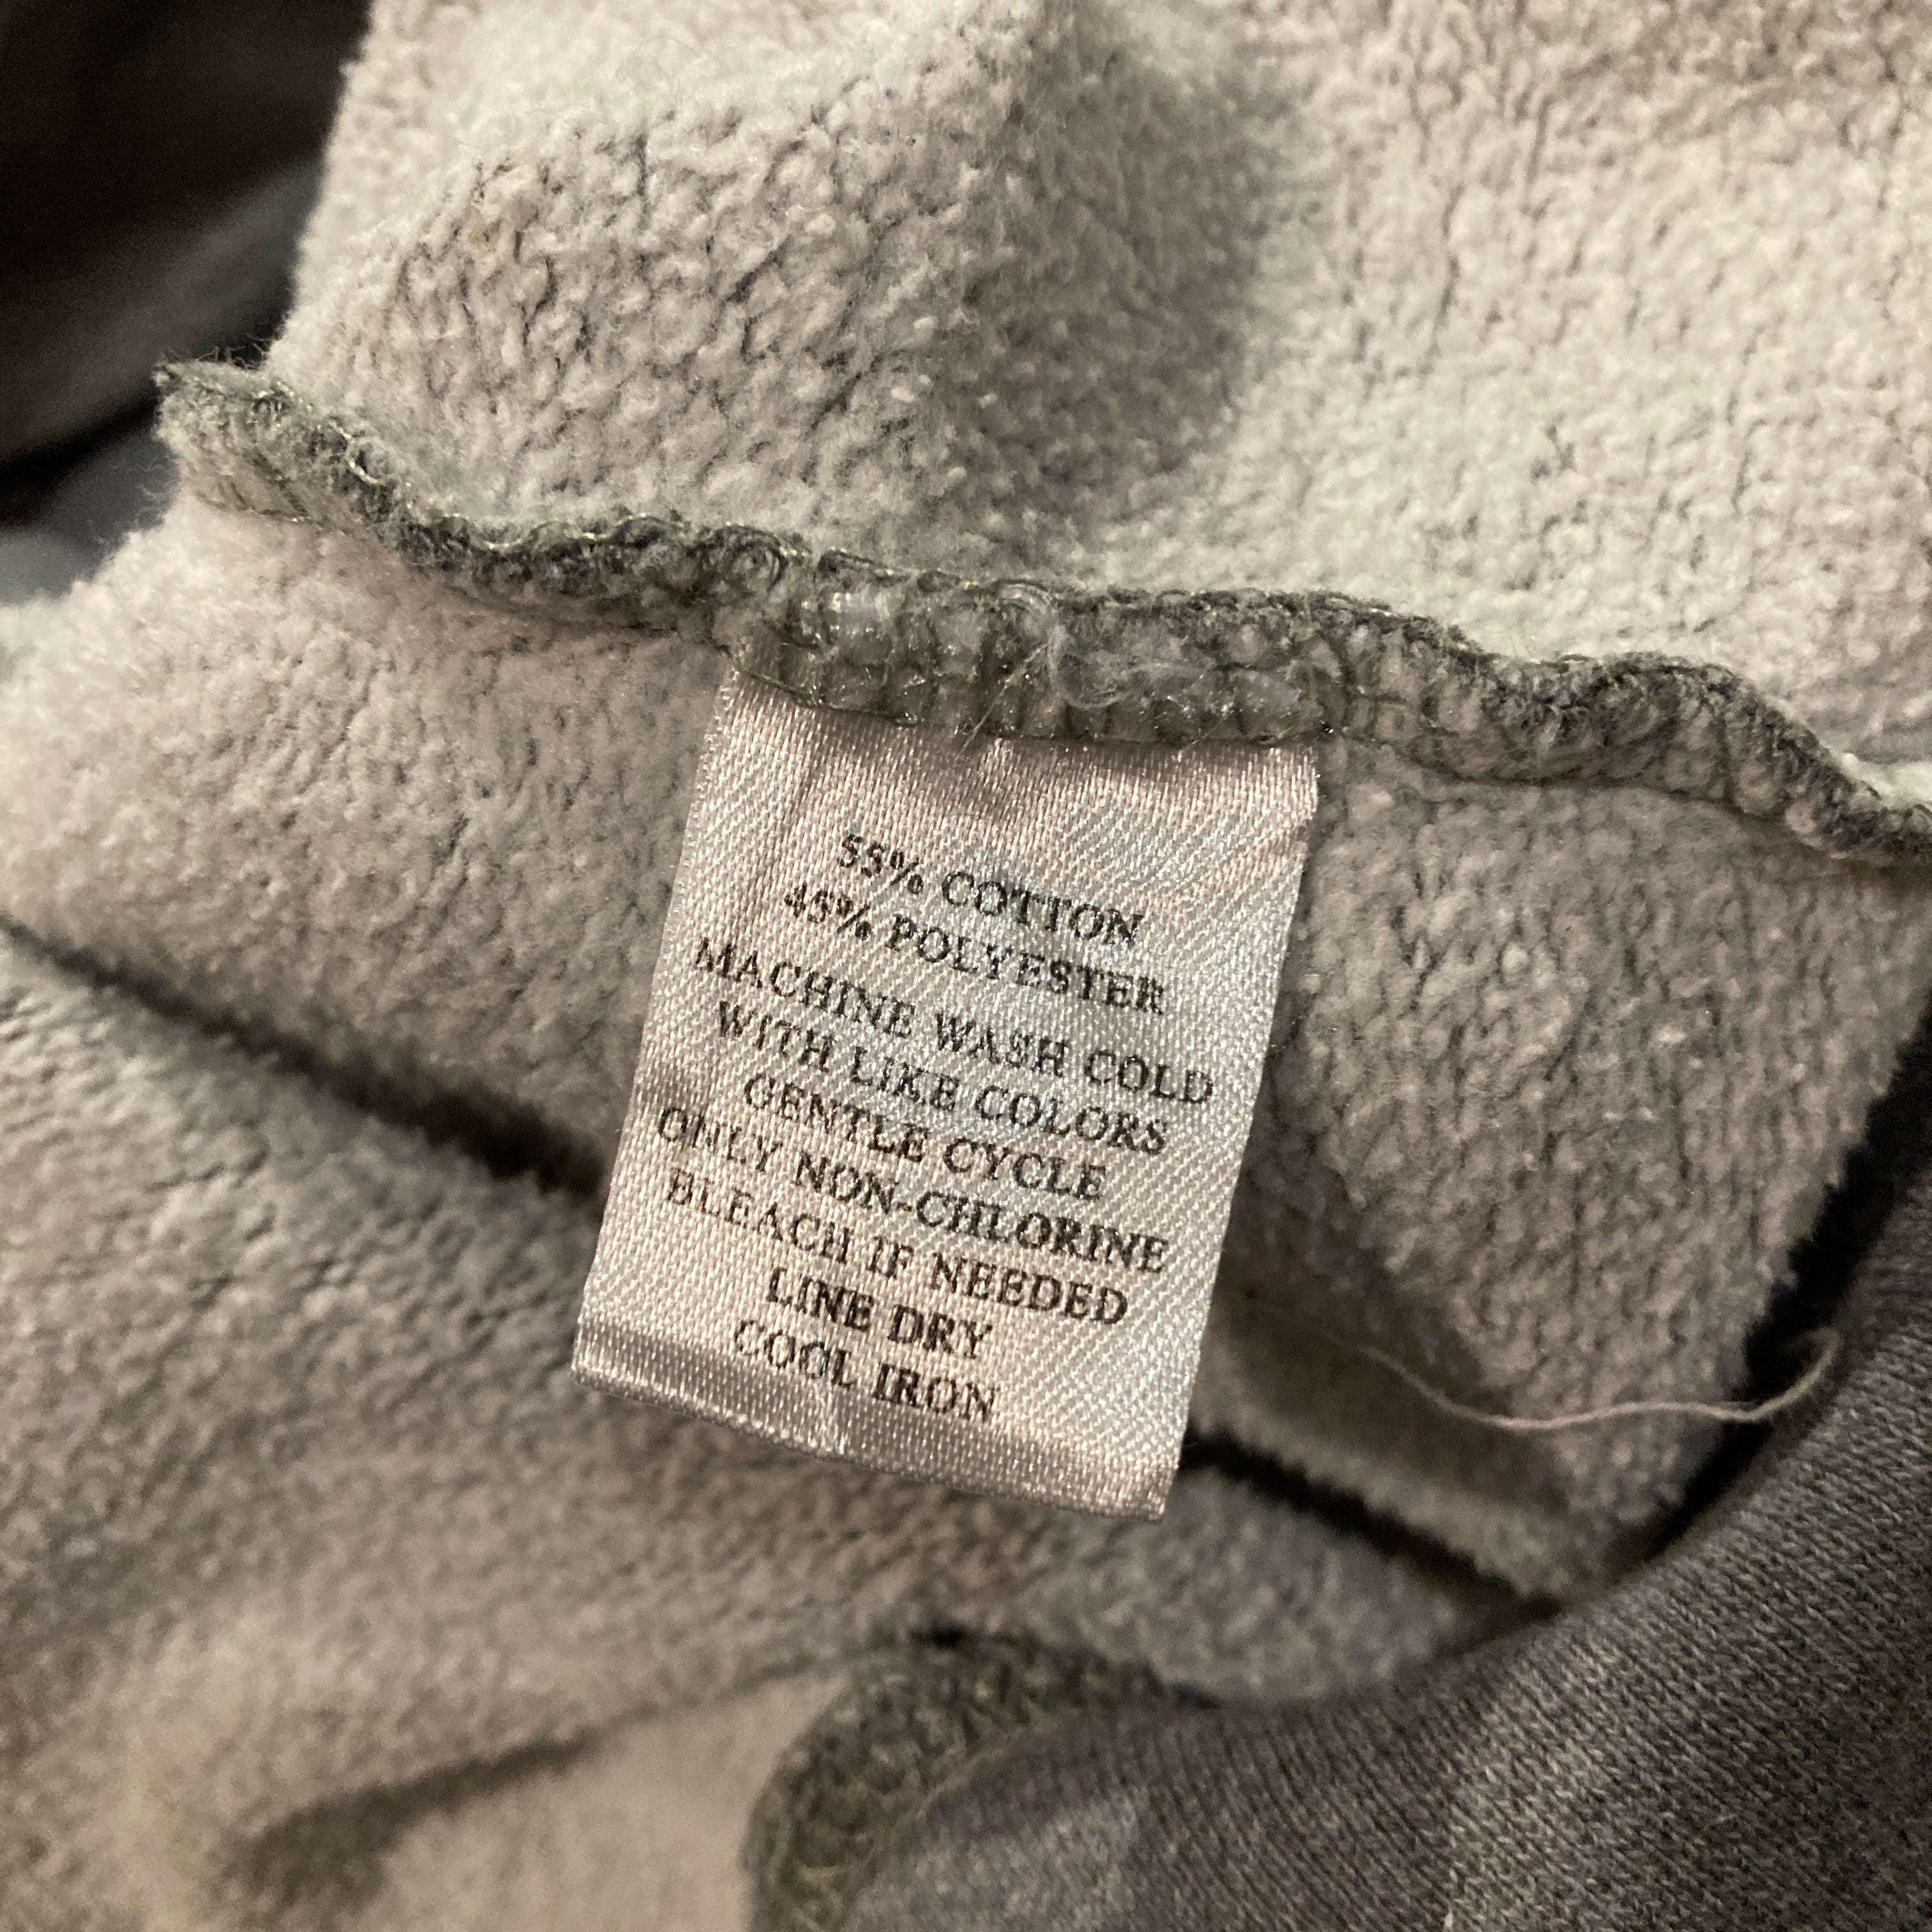 55% COTTON
45% POLYESTER
MACHINE WASH COLD
WITH LIKE COLORS
GENTLE CYCLE
ONLY NON-CHLORINE
BLEACH IF NEEDED
LINE DRY
COOL IRON